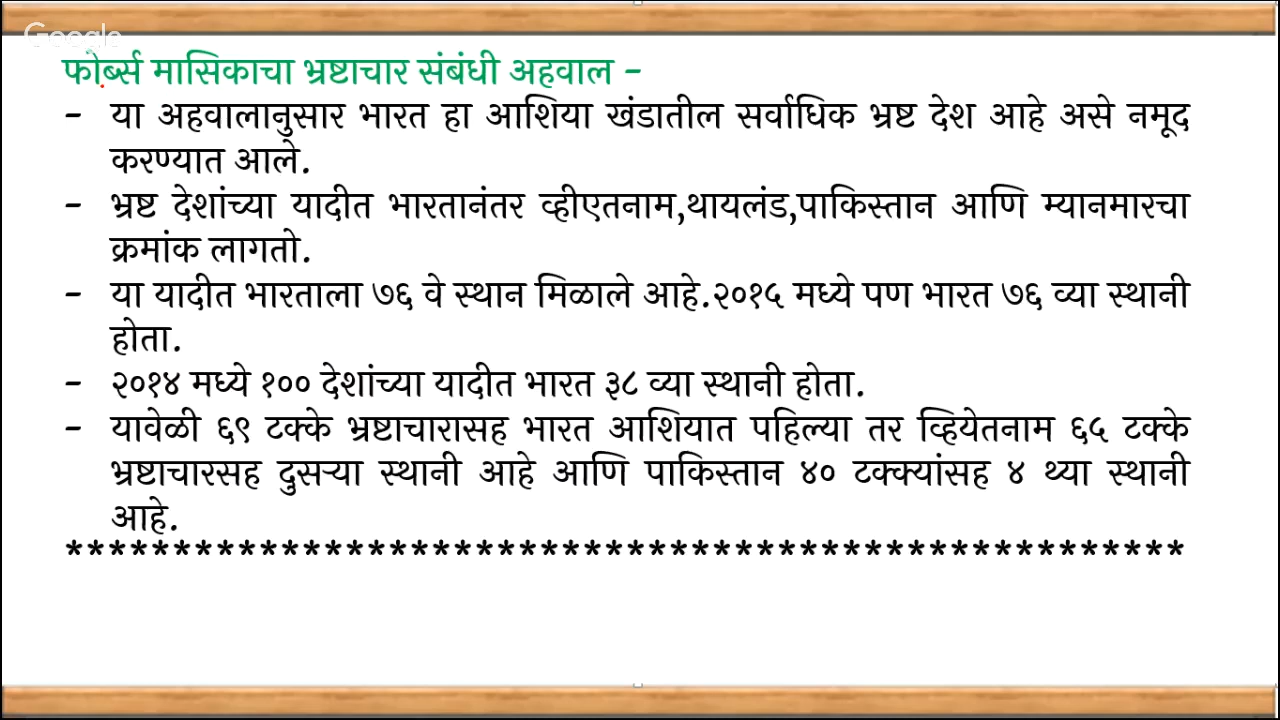 Google
फोर्ब्स मासिकाचा भ्रष्टाचार संबंधी अहवाल -
- या अहवालानुसार भारत हा आशिया खंडातील सर्वाधिक भ्रष्ट देश आहे असे नमूद
करण्यात आले.
- भ्रष्ट देशांच्या यादीत भारतानंतर व्हीएतनाम,थायलंड,पाकिस्तान आणि म्यानमारचा
क्रमांक लागतो.
- या यादीत भारताला ७६ वे स्थान मिळाले आहे.२०१५ मध्ये पण भारत ७६ व्या स्थानी
होता.
- २०१४ मध्ये १०० देशांच्या यादीत भारत ३८ व्या स्थानी होता.
- यावेळी ६९ टक्के भ्रष्टाचारासह भारत आशियात पहिल्या तर व्हियेतनाम ६५ टक्के
भ्रष्टाचारसह दुसऱ्या स्थानी आहे आणि पाकिस्तान ४० टक्क्यांसह ४ थ्या स्थानी
आहे.
****************************************************